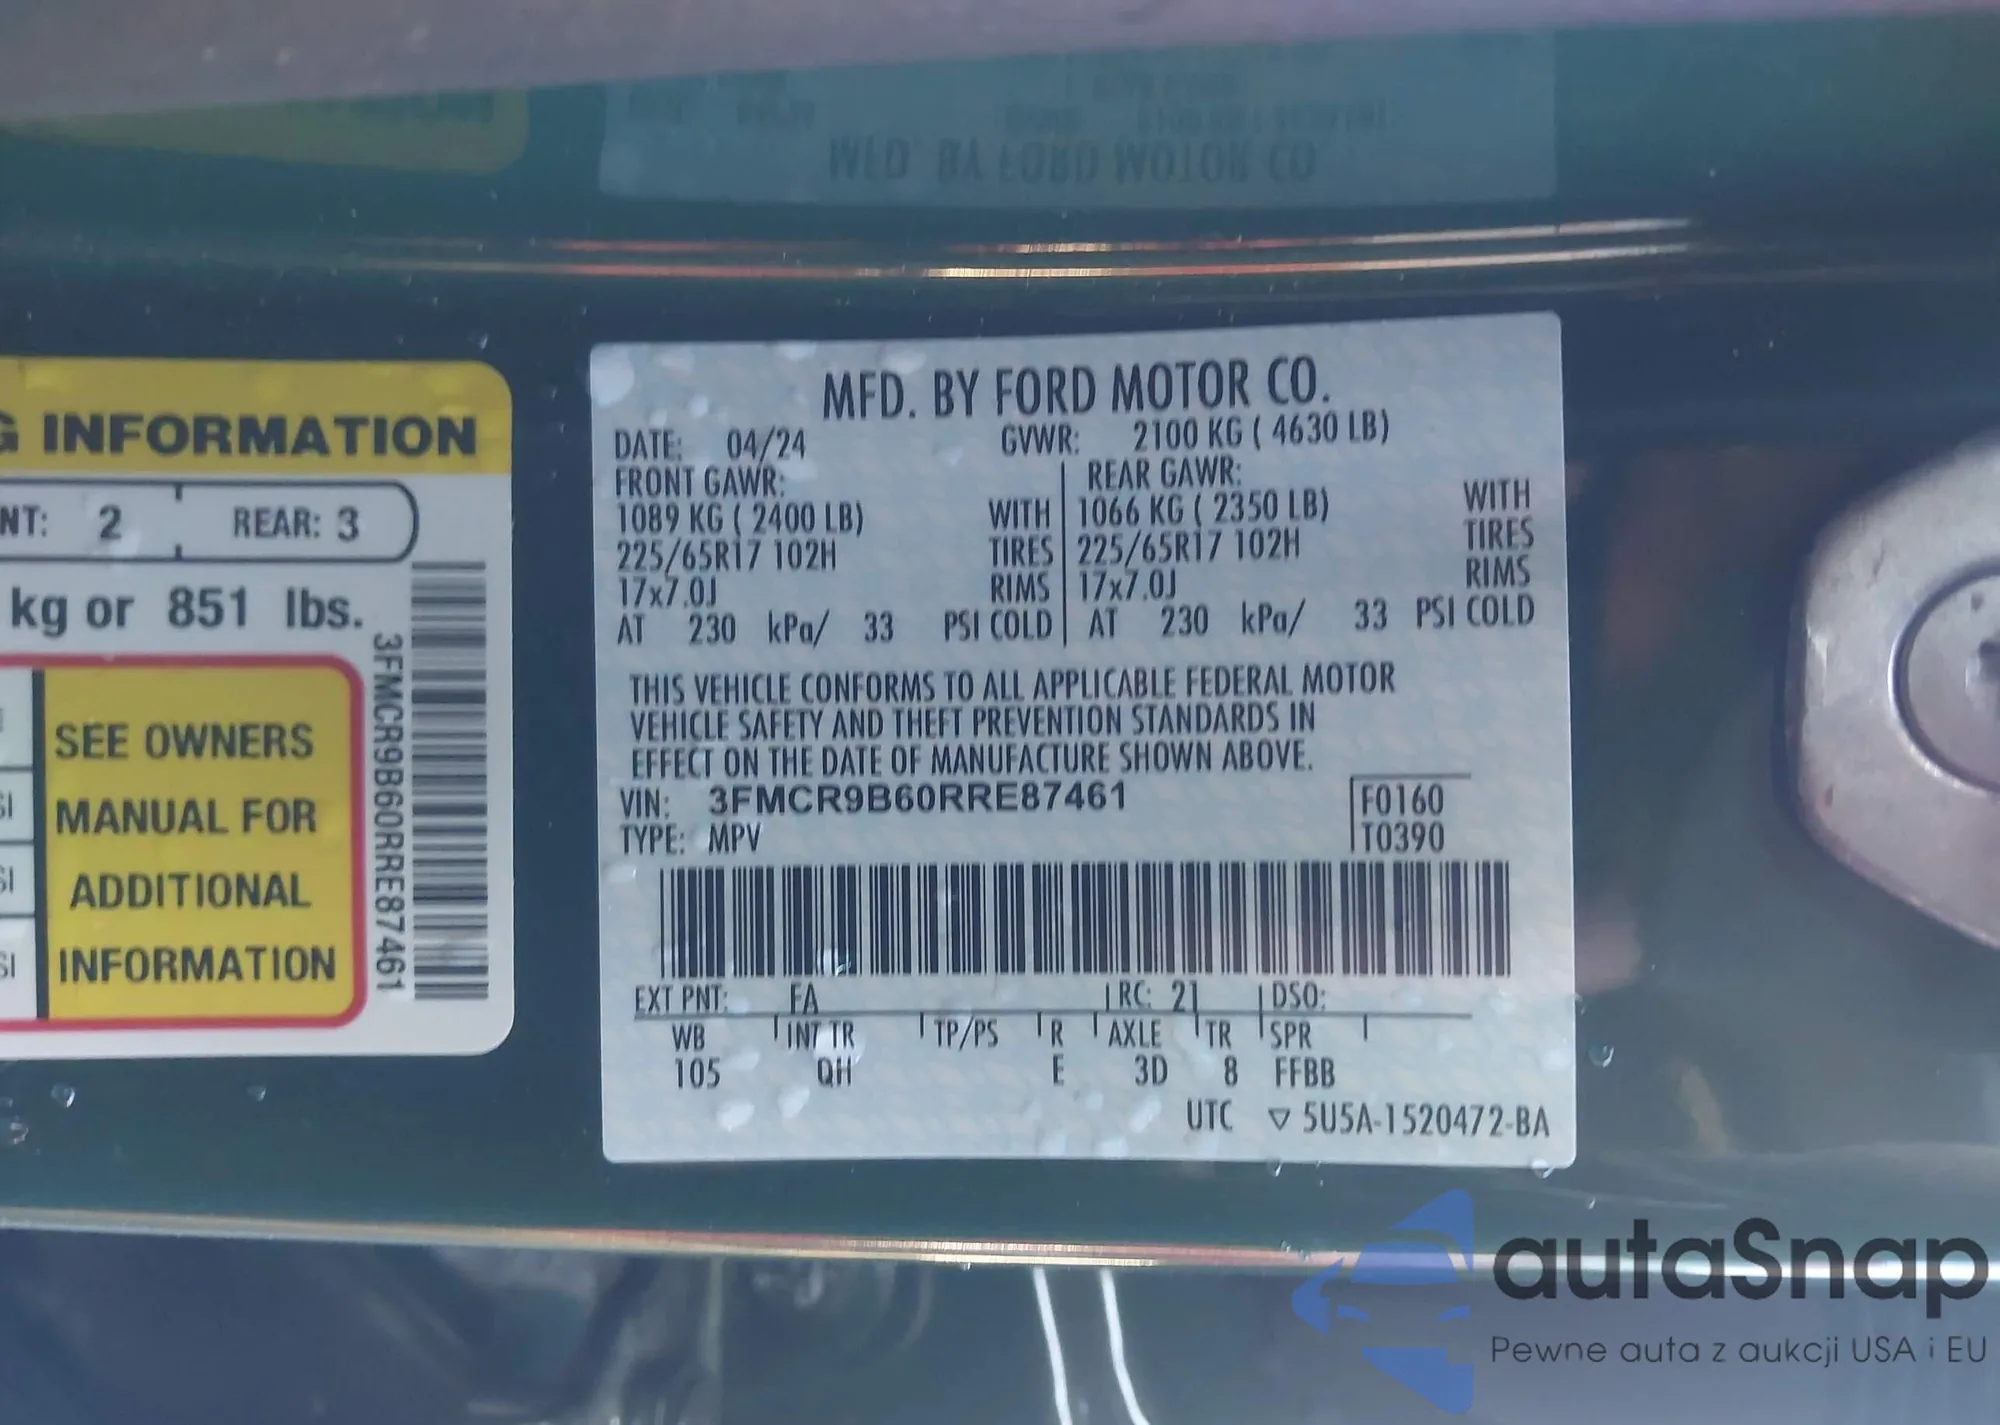 G INFORMATION
NT: 2 REAR: 3
kg or 851 lbs.
3FMCR9B60RRE87461
SEE OWNERS
MANUAL FOR
ADDITIONAL
INFORMATION
MFD. BY FORD MOTOR CO.
DATE: 04/24 GVWR: 2100 KG ( 4630 LB)
FRONT GAWR: REAR GAWR:
1089 KG ( 2400 LB) WITH 1066 KG ( 2350 LB) WITH
225/65R17 102H TIRES 225/65R17 102H TIRES
17x7.0J RIMS 17x7.0J RIMS
AT 230 kPa/ 33 PSI COLD AT 230 kPa/ 33 PSI COLD
THIS VEHICLE CONFORMS TO ALL APPLICABLE FEDERAL MOTOR
VEHICLE SAFETY AND THEFT PREVENTION STANDARDS IN
EFFECT ON THE DATE OF MANUFACTURE SHOWN ABOVE.
VIN: 3FMCR9B60RRE87461 F0160
TYPE: MPV T0390
EXT PNT: FA RC: 21 DSO:
WB INT TR TP/PS R AXLE TR SPR
105 QH E 3D 8 FFBB
UTC ▽ 5U5A-1520472-BA
autaSnap
Pewne auta z aukcji USA i EU